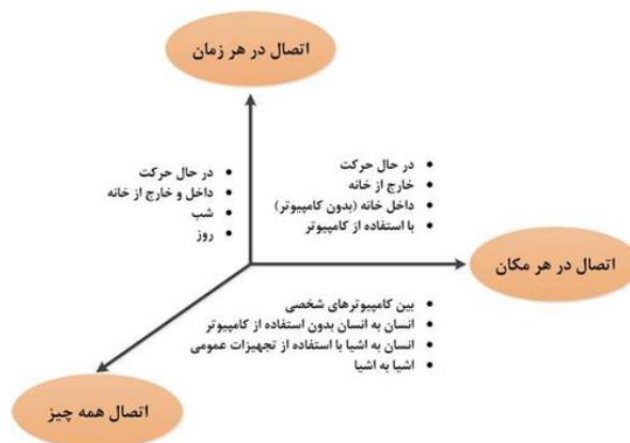 اتصال در هر زمان
در حال حرکت
داخل و خارج از خانه
شب
روز
در حال حرکت
خارج از خانه
داخل خانه (بدون کامپیوتر)
با استفاده از کامپیوتر
اتصال در هر مکان
بین کامپیوترهای شخصی
انسان به انسان بدون استفاده از کامپیوتر
انسان به اشیا با استفاده از تجهیزات عمومی
اشیا به اشیا
اتصال همه چیز